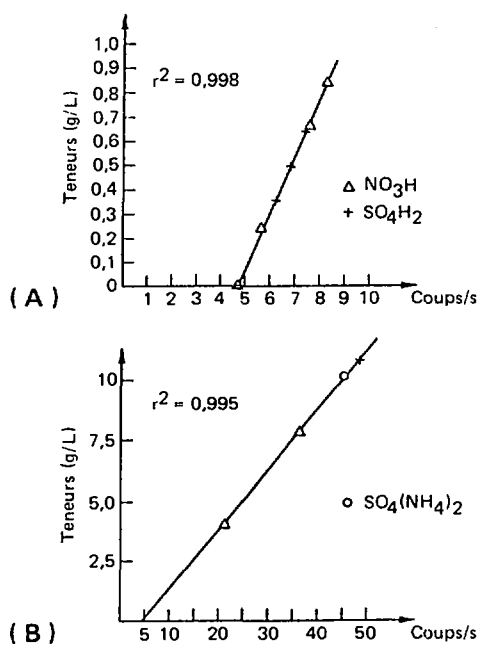 Teneurs (g/L)
1,0
0,9
0,8
0,7
0,6
0,5
0,4
0,3
0,2
0,1
0
r² = 0,998
△ NO₃H
+ SO₄H₂
1 2 3 4 5 6 7 8 9 10 Coups/s
(A)
Teneurs (g/L)
10
7,5
5,0
2,5
r² = 0,995
○ SO₄(NH₄)₂
5 10 20 30 40 50 Coups/s
(B)